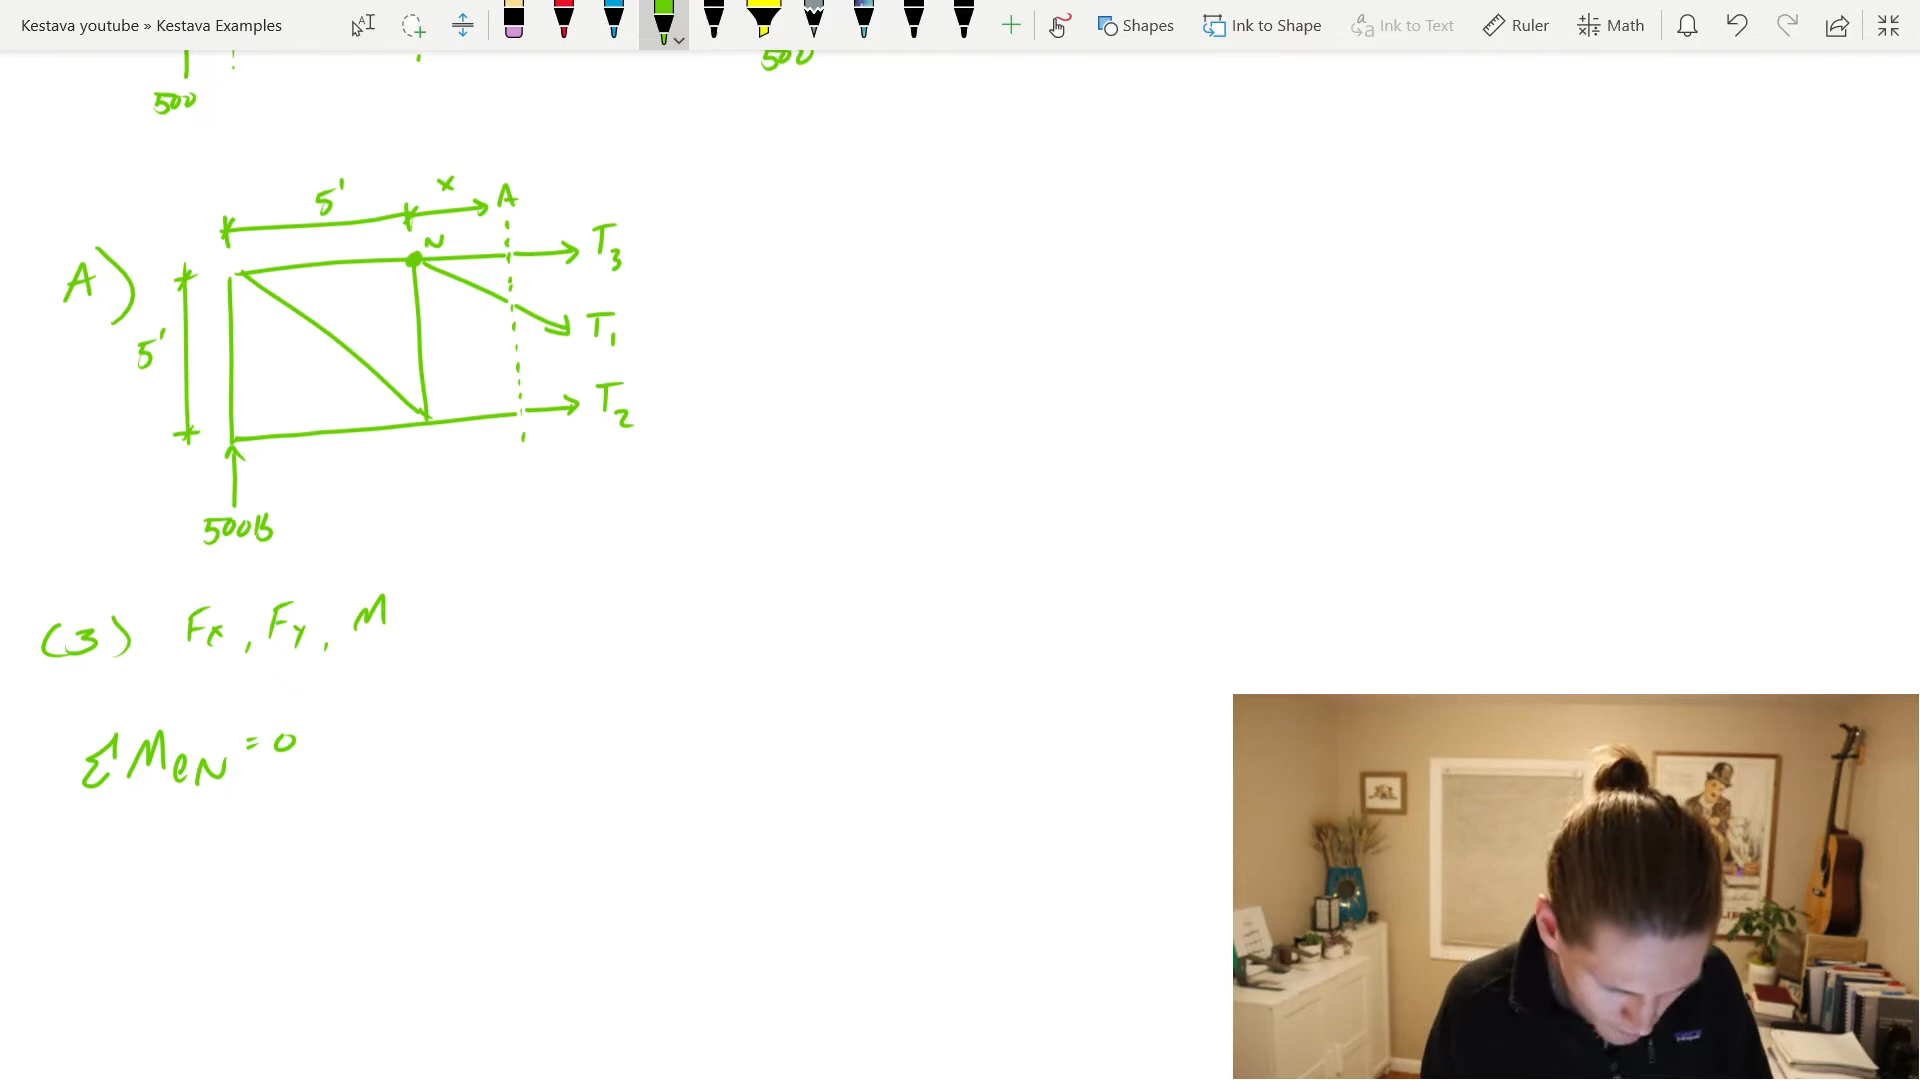 Kestava youtube » Kestava Examples
Shapes
Ink to Shape
Ink to Text
Ruler
Math
500
500
5'
x
A
N
T3
A)
5'
T1
T2
500lb
(3) Fx, Fy, M
ΣM@N = 0